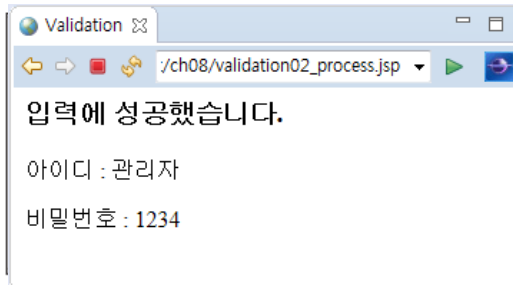 Validation
:/ch08/validation02_process.jsp
입력에 성공했습니다.
아이디 : 관리자
비밀번호 : 1234